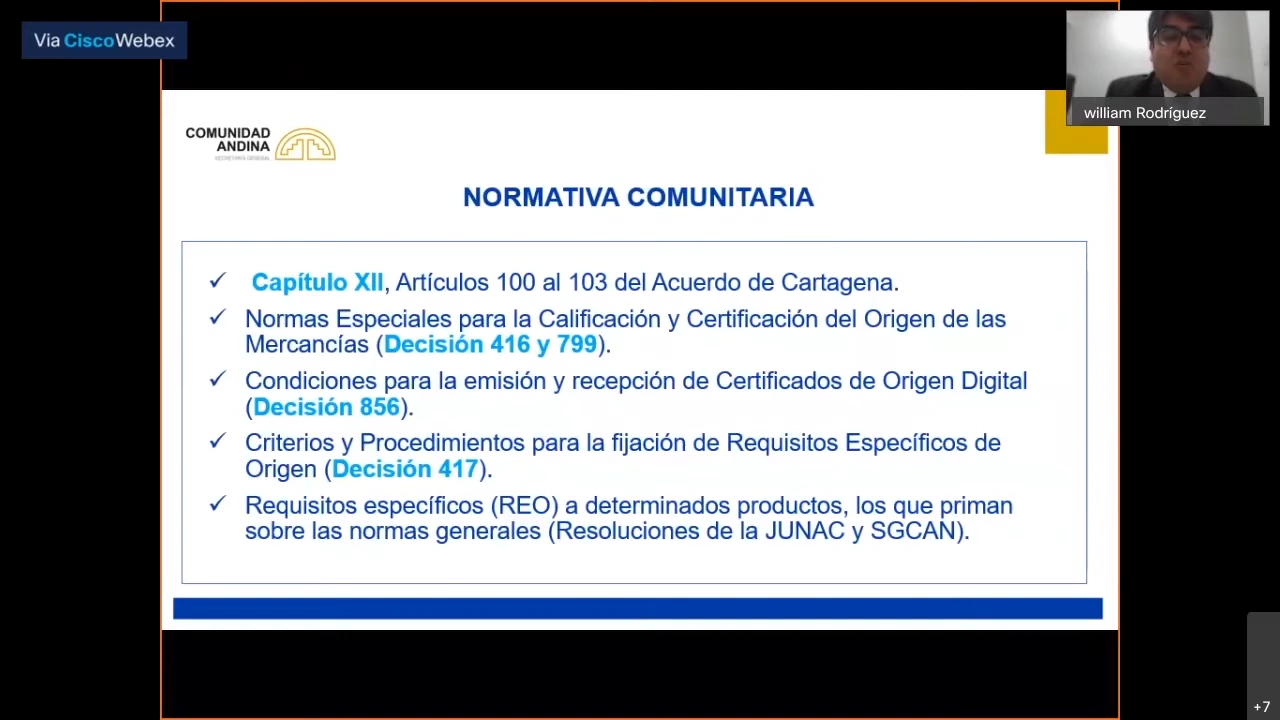 Vía CiscoWebex
william Rodríguez
COMUNIDAD
ANDINA
SECRETARÍA GENERAL
NORMATIVA COMUNITARIA
✓ Capítulo XII, Artículos 100 al 103 del Acuerdo de Cartagena.
✓ Normas Especiales para la Calificación y Certificación del Origen de las
Mercancías (Decisión 416 y 799).
✓ Condiciones para la emisión y recepción de Certificados de Origen Digital
(Decisión 856).
✓ Criterios y Procedimientos para la fijación de Requisitos Específicos de
Origen (Decisión 417).
✓ Requisitos específicos (REO) a determinados productos, los que priman
sobre las normas generales (Resoluciones de la JUNAC y SGCAN).
+7